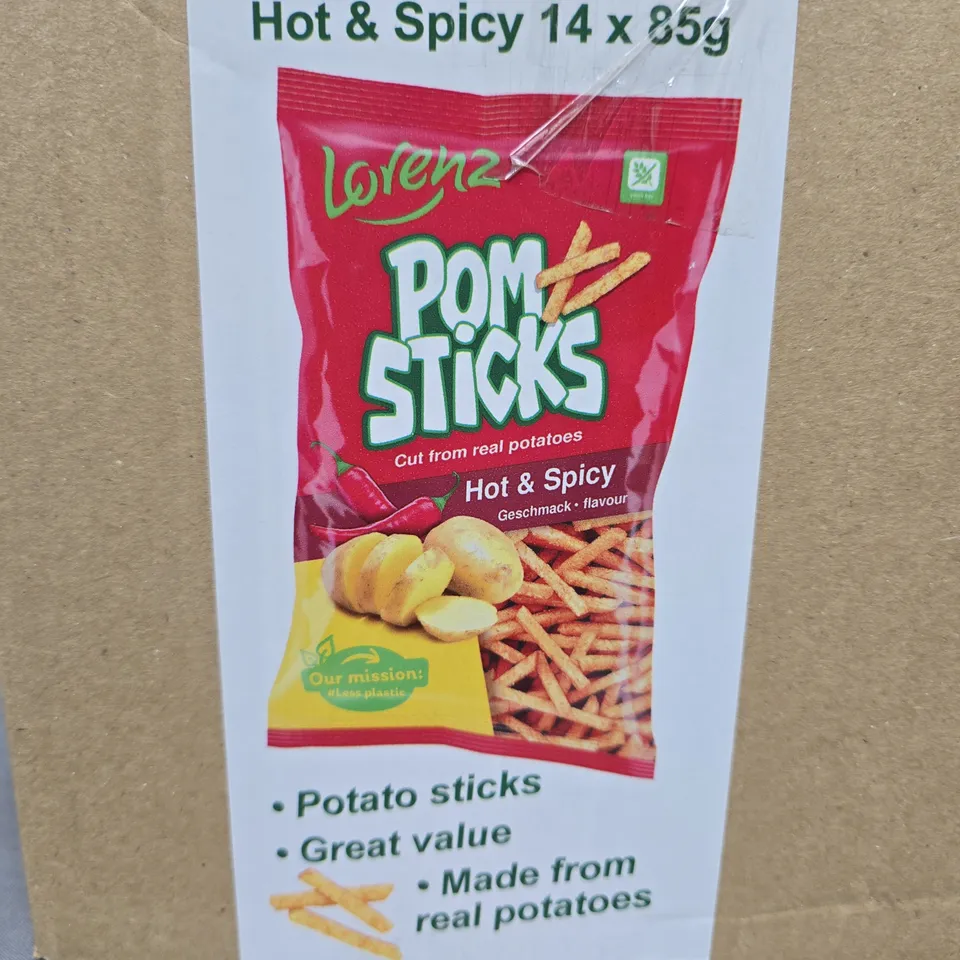 Hot & Spicy 14 x 85g
Lorenz
POM
STiCKS
Cut from real potatoes
Hot & Spicy
Geschmack • flavour
Our mission:
#Less plastic
• Potato sticks
• Great value
• Made from
real potatoes